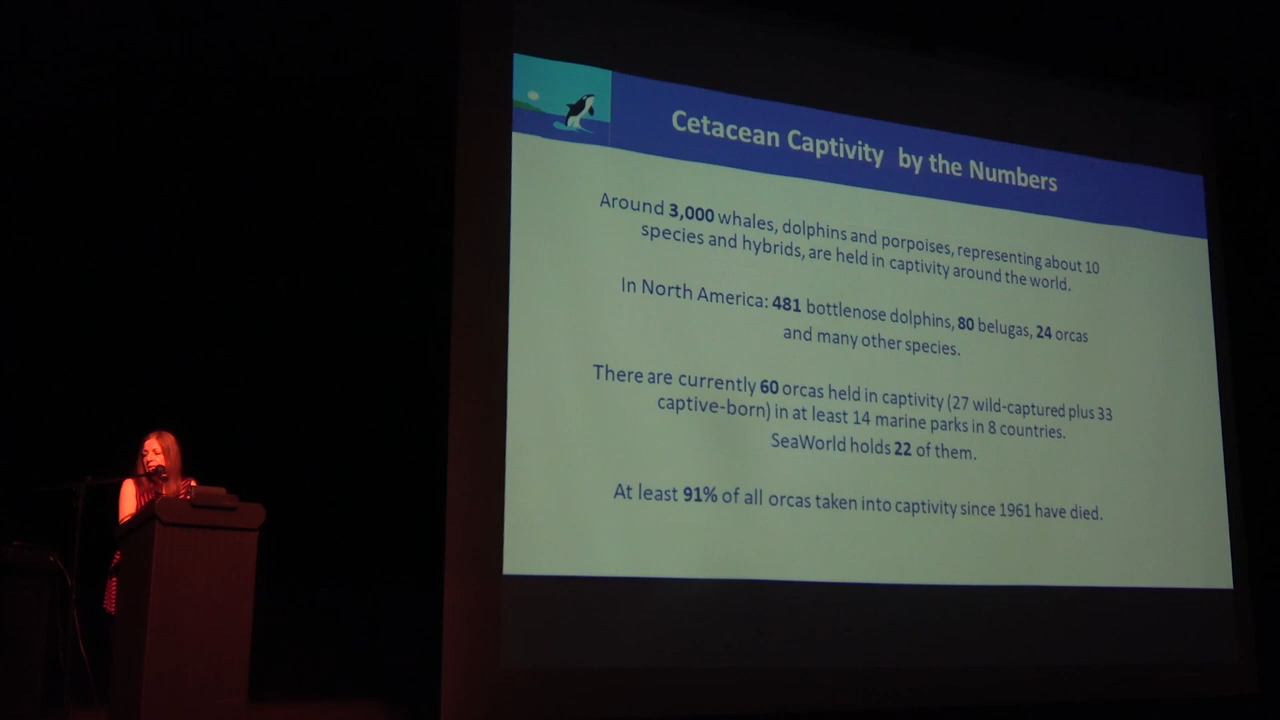 Cetacean Captivity by the Numbers
Around 3,000 whales, dolphins and porpoises, representing about 10
species and hybrids, are held in captivity around the world.
In North America: 481 bottlenose dolphins, 80 belugas, 24 orcas
and many other species.
There are currently 60 orcas held in captivity (27 wild-captured plus 33
captive-born) in at least 14 marine parks in 8 countries.
SeaWorld holds 22 of them.
At least 91% of all orcas taken into captivity since 1961 have died.